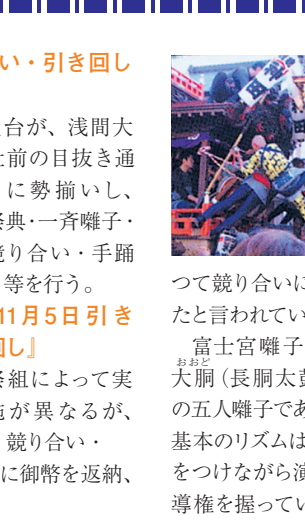 い・引き回し
台が、浅間大
社前の目抜き通
に勢揃いし、
祭典・一斉囃子・
競り合い・手踊
等を行う。
11月5日引き
回し』
祭組によって実
施が異なるが、
競り合い・
に御幣を返納、
つて競り合いに
たと言われてい
富士宮囃子
おおど
大胴（長胴太鼓
の五人囃子であ
基本のリズムは
をつけながら演
導権を握ってい